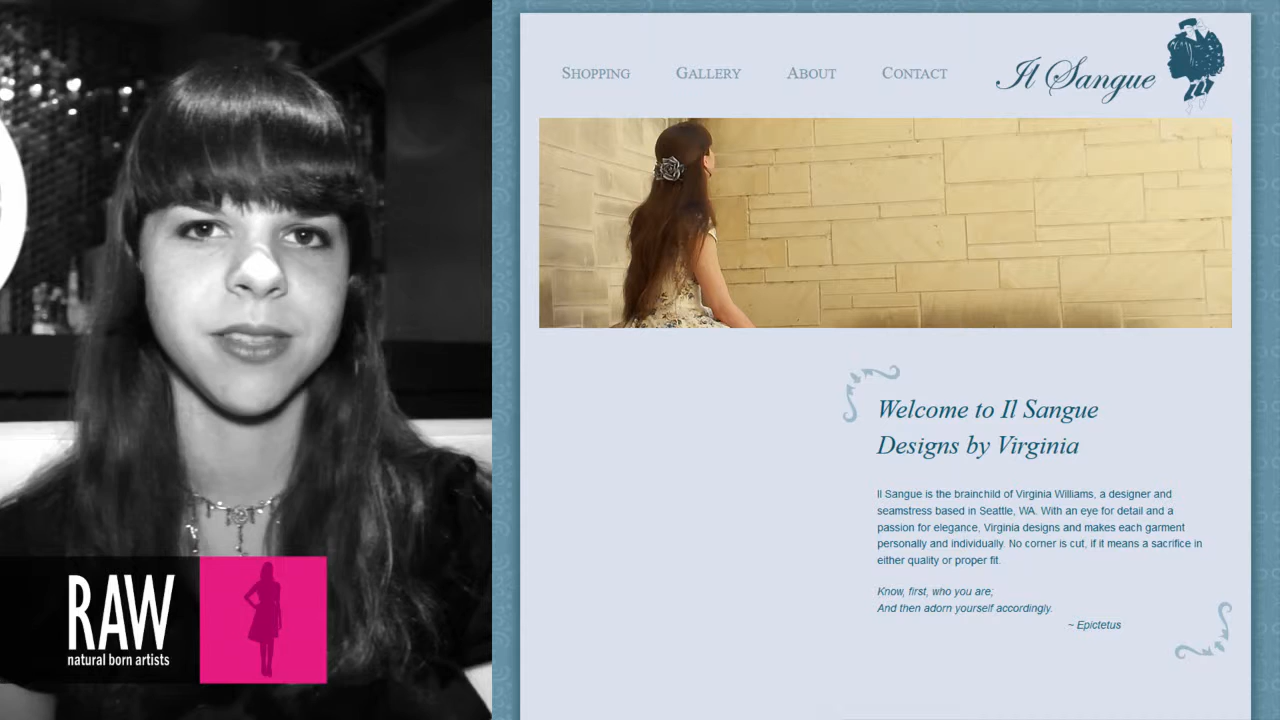 RAW
natural born artists
Shopping Gallery About Contact
Il Sangue
Welcome to Il Sangue
Designs by Virginia
Il Sangue is the brainchild of Virginia Williams, a designer and
seamstress based in Seattle, WA. With an eye for detail and a
passion for elegance, Virginia designs and makes each garment
personally and individually. No corner is cut, if it means a sacrifice in
either quality or proper fit.
Know, first, who you are;
And then adorn yourself accordingly.
~ Epictetus